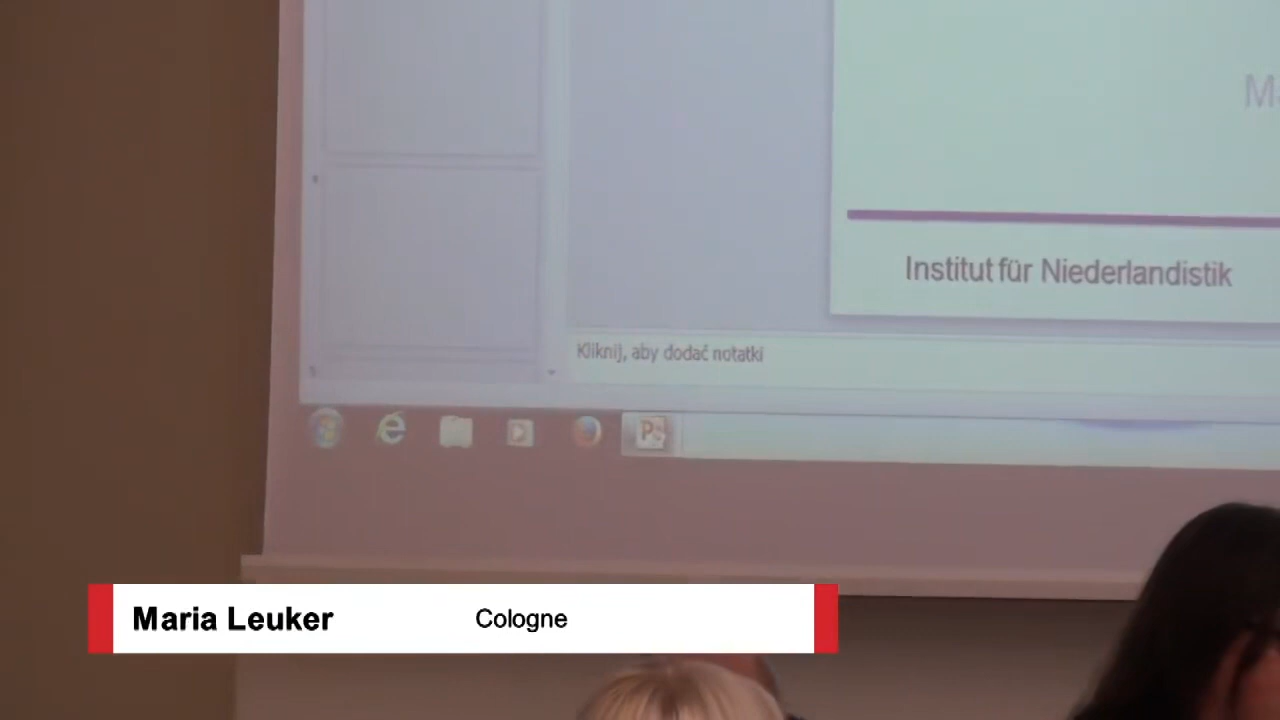 Institut für Niederlandistik
Kliknij, aby dodać notatki
Maria Leuker Cologne